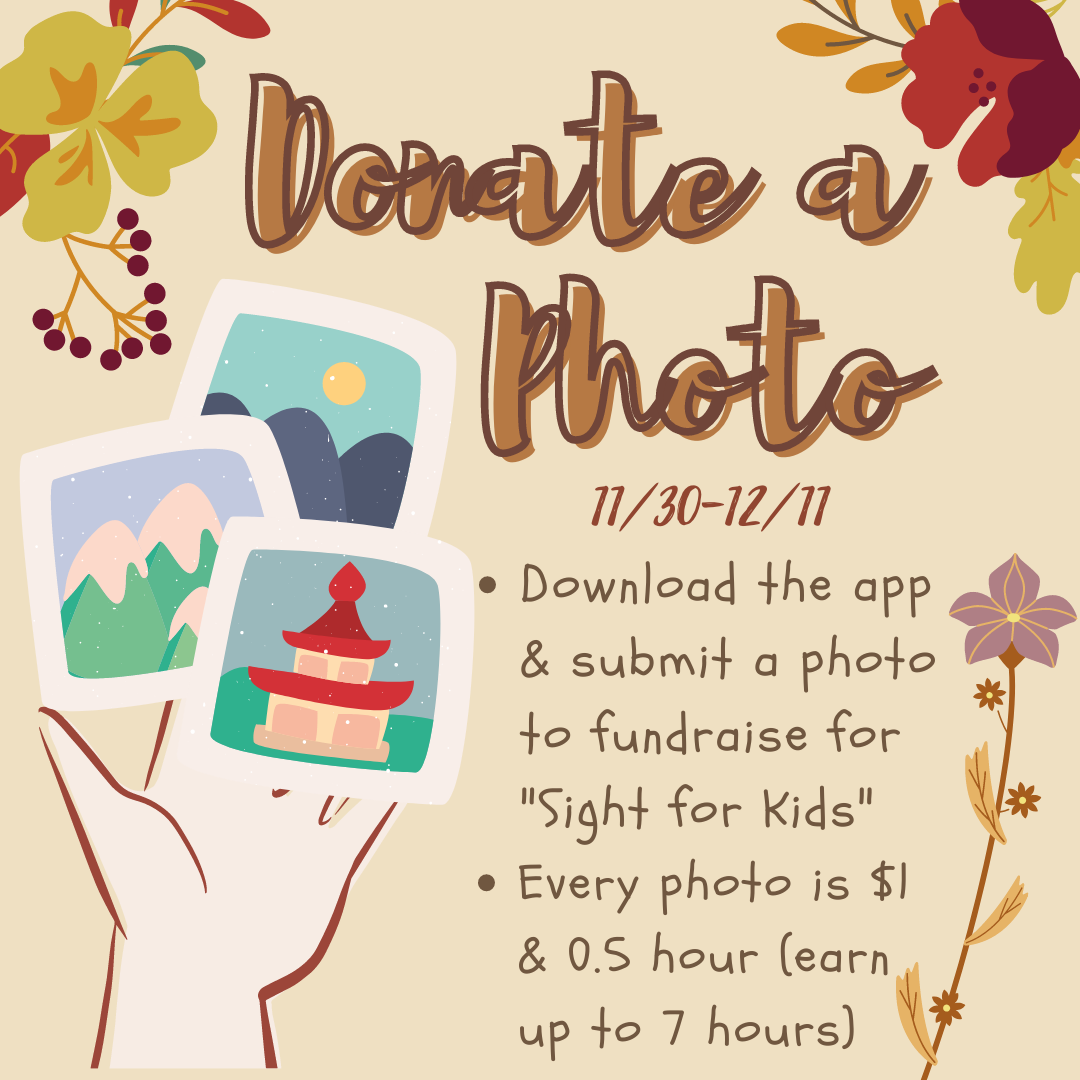 Donate a
Photo
11/30-12/11
• Download the app
& submit a photo
to fundraise for
"Sight for Kids"
• Every photo is $1
& 0.5 hour (earn
up to 7 hours)